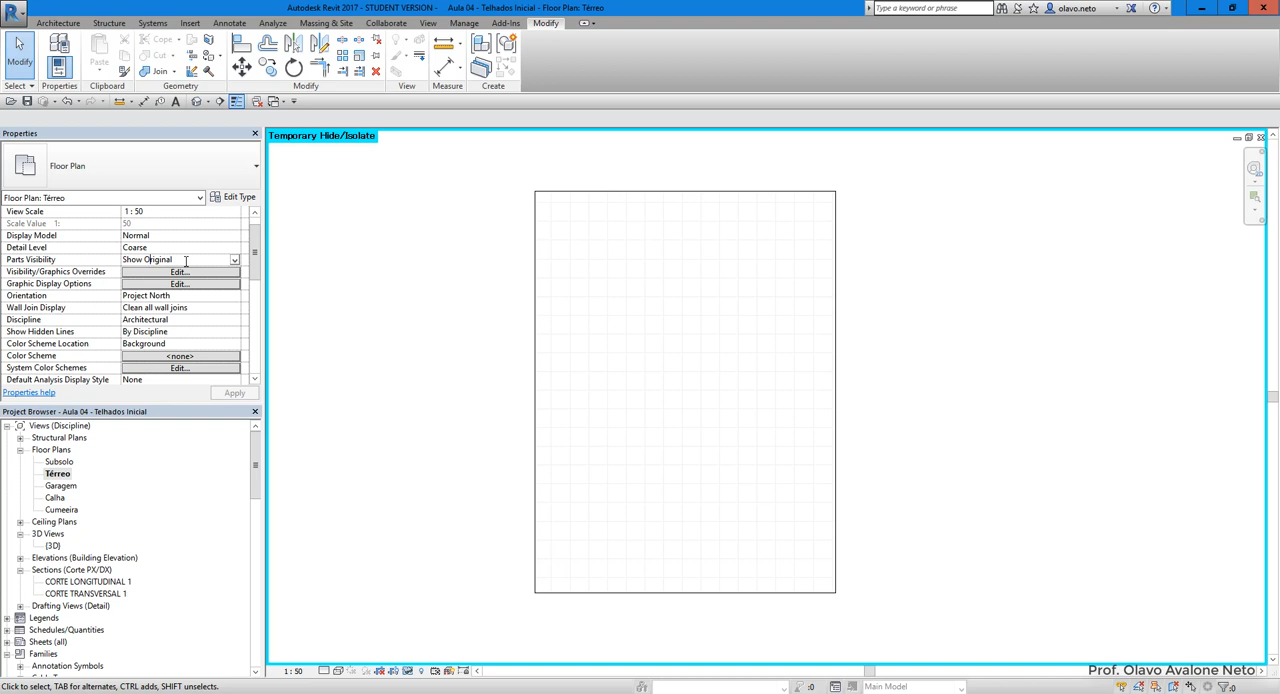 Autodesk Revit 2017 - STUDENT VERSION - Aula 04 - Telhados Inicial - Floor Plan: Térreo
Type a keyword or phrase
olavo.neto
Architecture Structure Systems Insert Annotate Analyze Massing & Site Collaborate View Manage Add-Ins Modify
Modify
Paste
Cope
Cut
Join
Select Properties Clipboard Geometry Modify View Measure Create
Properties
Floor Plan
Floor Plan: Térreo
Edit Type
View Scale 1 : 50
Scale Value 1: 50
Display Model Normal
Detail Level Coarse
Parts Visibility Show Original
Visibility/Graphics Overrides Edit...
Graphic Display Options Edit...
Orientation Project North
Wall Join Display Clean all wall joins
Discipline Architectural
Show Hidden Lines By Discipline
Color Scheme Location Background
Color Scheme <none>
System Color Schemes Edit...
Default Analysis Display Style None
Properties help
Apply
Project Browser - Aula 04 - Telhados Inicial
Views (Discipline)
Structural Plans
Floor Plans
Subsolo
Térreo
Garagem
Calha
Cumeeira
Ceiling Plans
3D Views
{3D}
Elevations (Building Elevation)
Sections (Corte PX/DX)
CORTE LONGITUDINAL 1
CORTE TRANSVERSAL 1
Drafting Views (Detail)
Legends
Schedules/Quantities
Sheets (all)
Families
Annotation Symbols
Temporary Hide/Isolate
1 : 50
Prof. Olavo Avalone Neto
Click to select, TAB for alternates, CTRL adds, SHIFT unselects.
:0
Main Model
:0